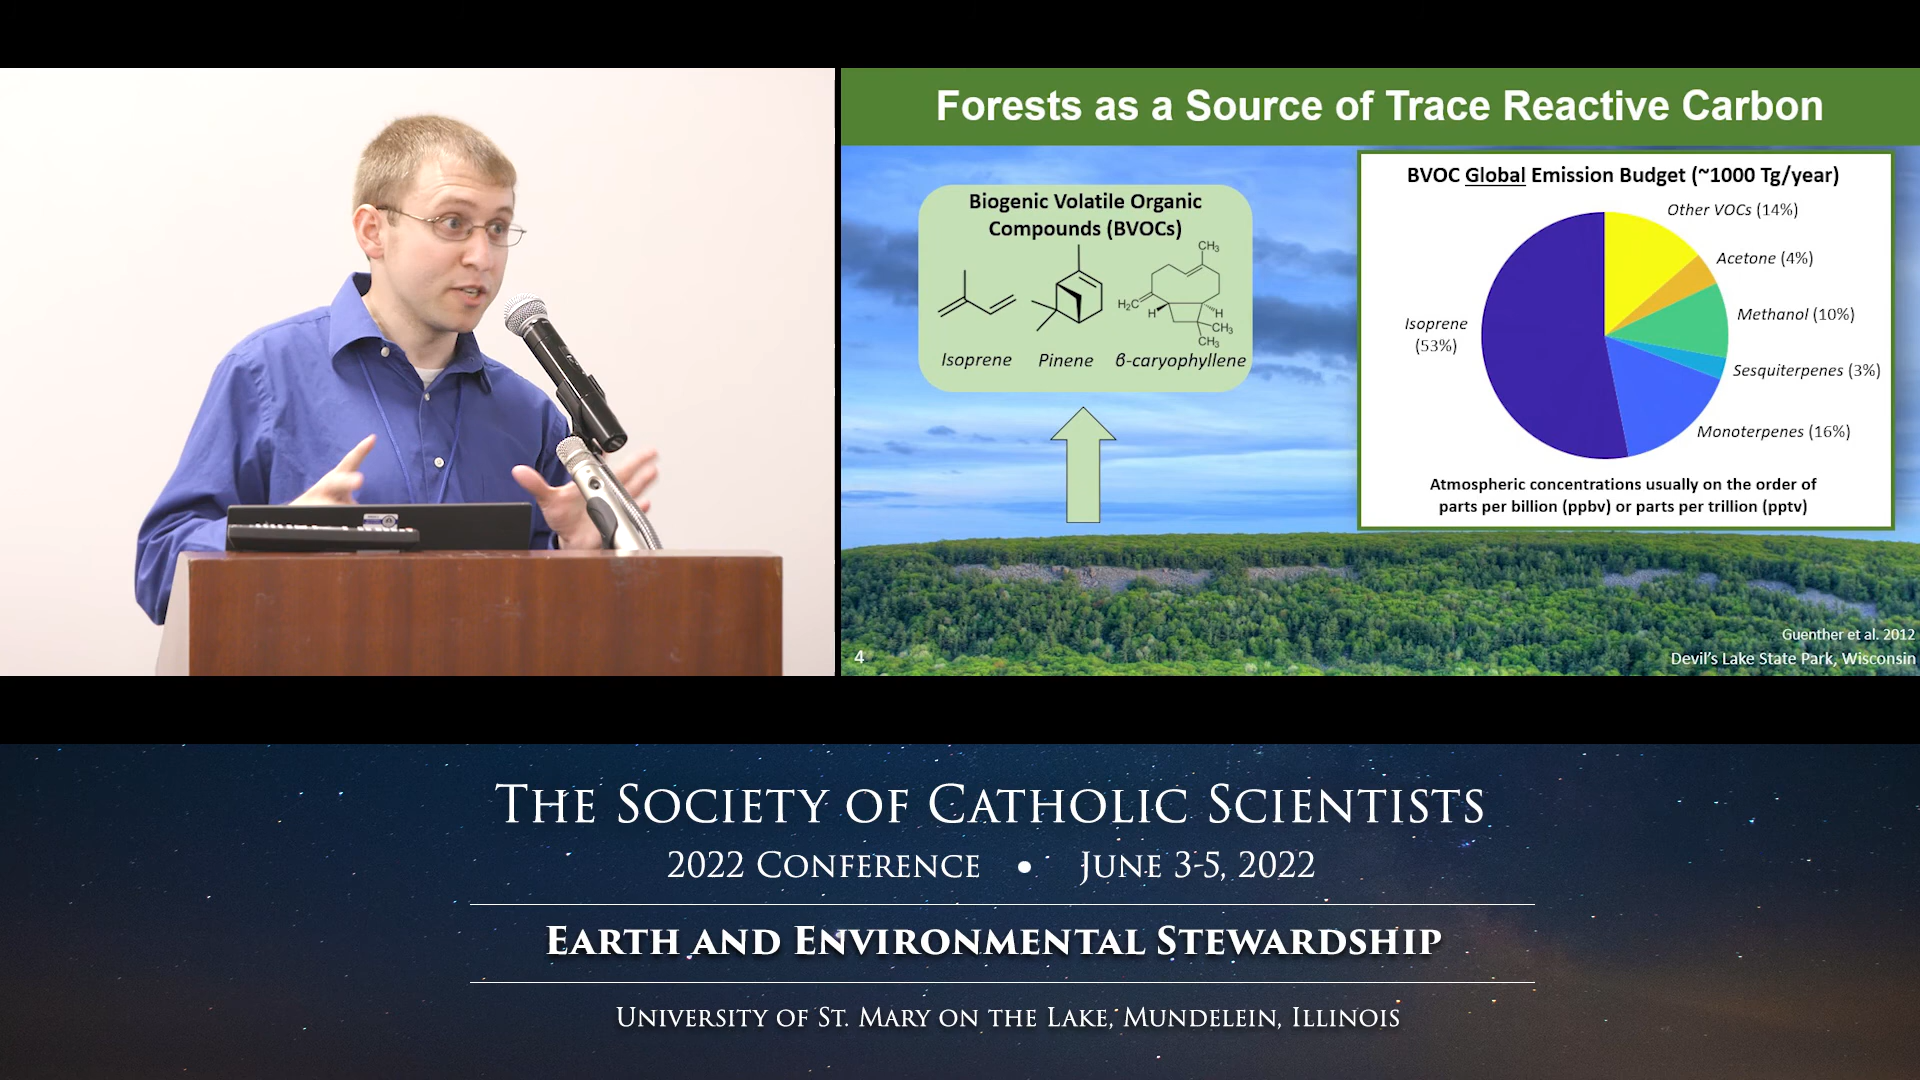 Forests as a Source of Trace Reactive Carbon
Biogenic Volatile Organic
Compounds (BVOCs)
CH₃
H₂C
H
H
CH₃
CH₃
Isoprene
Pinene
β-caryophyllene
BVOC Global Emission Budget (~1000 Tg/year)
Other VOCs (14%)
Acetone (4%)
Methanol (10%)
Isoprene
(53%)
Sesquiterpenes (3%)
Monoterpenes (16%)
Atmospheric concentrations usually on the order of
parts per billion (ppbv) or parts per trillion (pptv)
Guenther et al. 2012
4
Devil's Lake State Park, Wisconsin
The Society of Catholic Scientists
2022 Conference • June 3-5, 2022
Earth and Environmental Stewardship
University of St. Mary on the Lake, Mundelein, Illinois